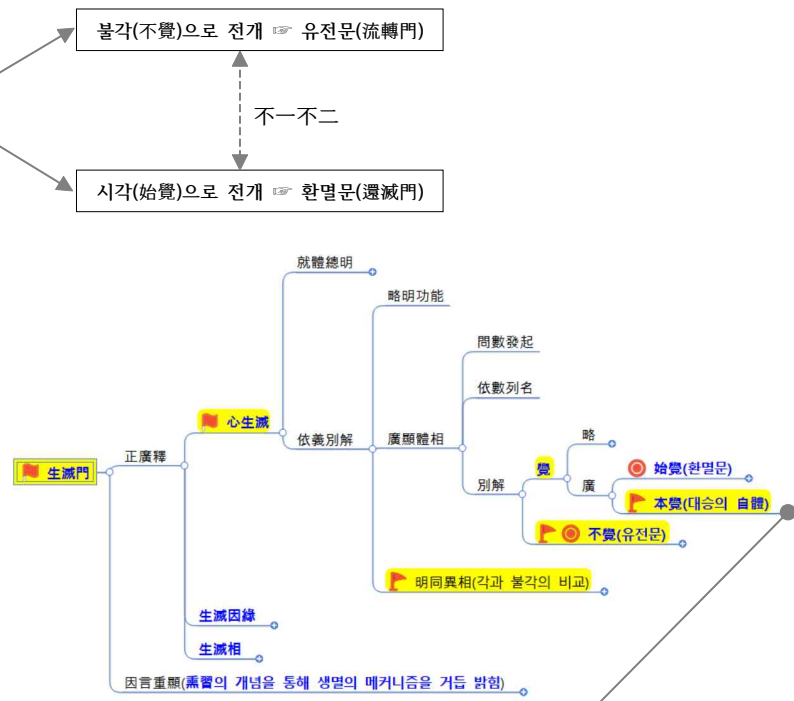 불각(不覺)으로 전개 ☞ 유전문(流轉門)
不一不二
시각(始覺)으로 전개 ☞ 환멸문(還滅門)
就體總明
略明功能
問數發起
依數列名
心生滅
依義別解
廣顯體相
略
正廣釋
覺
始覺(환멸문)
生滅門
別解
廣
本覺(대승의 自體)
不覺(유전문)
明同異相(각과 불각의 비교)
生滅因緣
生滅相
因言重顯(熏習의 개념을 통해 생멸의 메커니즘을 거듭 밝힘)